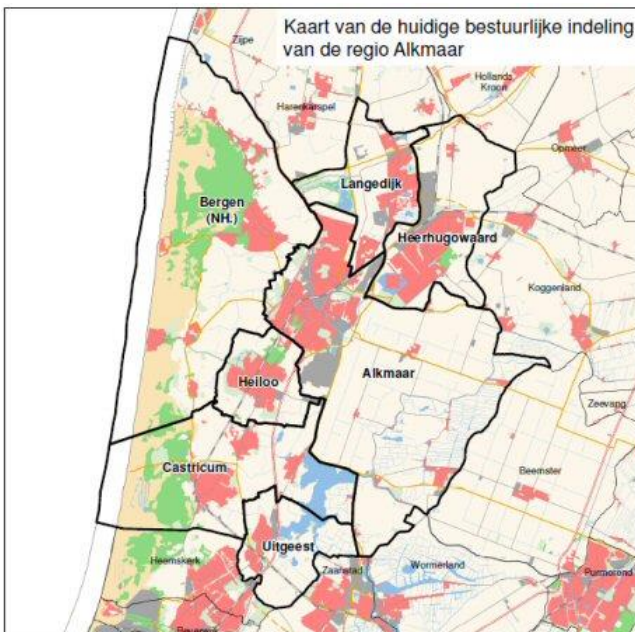 Kaart van de huidige bestuurlijke indeling
van de regio Alkmaar
Zijpe
Hollands
Kroon
Harenkarspel
Opmeer
Langedijk
Bergen
(NH.)
Heerhugowaard
Koggenland
Alkmaar
Heiloo
Zeevang
Castricum
Beemster
Uitgeest
Heemskerk
Zaanstad
Wormerland
Purmerend
Beverwijk